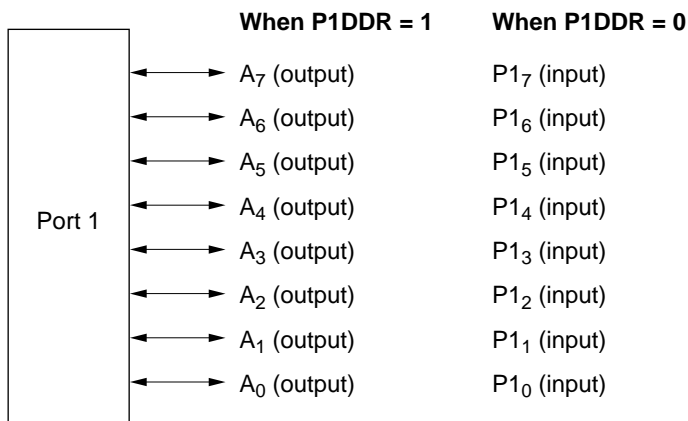 When P1DDR = 1 When P1DDR = 0
A7 (output) P17 (input)
A6 (output) P16 (input)
A5 (output) P15 (input)
Port 1 A4 (output) P14 (input)
A3 (output) P13 (input)
A2 (output) P12 (input)
A1 (output) P11 (input)
A0 (output) P10 (input)